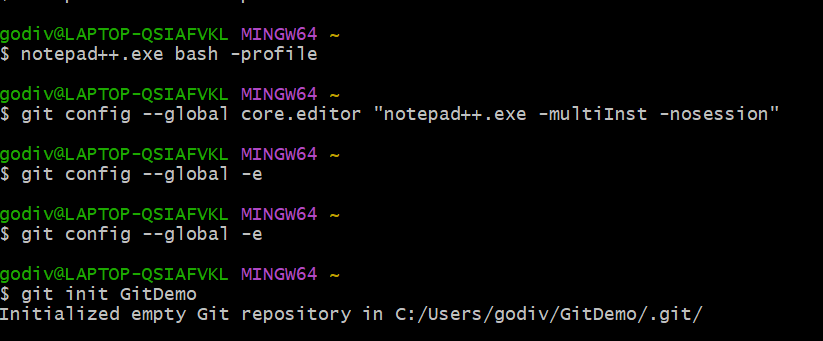 godiv@LAPTOP-QSIAFVKL MINGW64 ~
$ notepad++.exe bash -profile
godiv@LAPTOP-QSIAFVKL MINGW64 ~
$ git config --global core.editor "notepad++.exe -multiInst -nosession"
godiv@LAPTOP-QSIAFVKL MINGW64 ~
$ git config --global -e
godiv@LAPTOP-QSIAFVKL MINGW64 ~
$ git config --global -e
godiv@LAPTOP-QSIAFVKL MINGW64 ~
$ git init GitDemo
Initialized empty Git repository in C:/Users/godiv/GitDemo/.git/